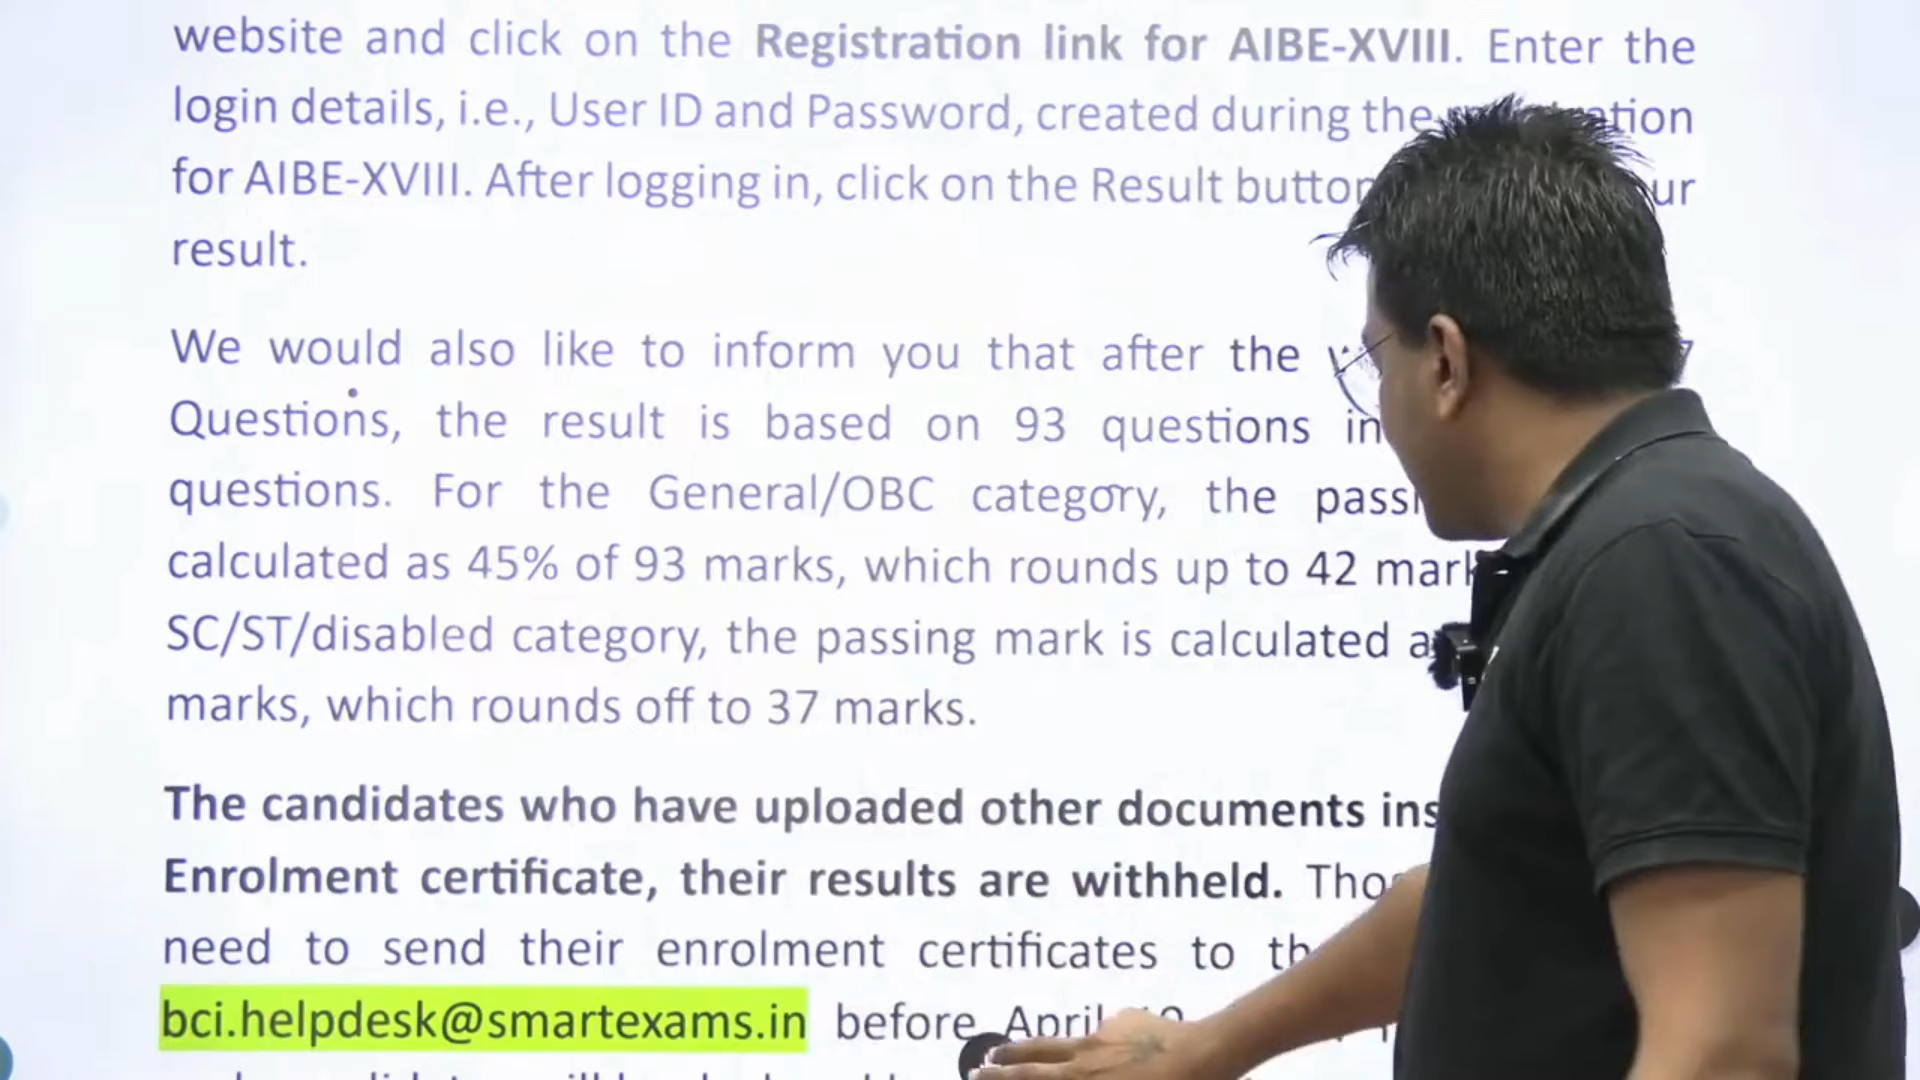 website and click on the Registration link for AIBE-XVIII. Enter the
login details, i.e., User ID and Password, created during the
for AIBE-XVIII. After logging in, click on the Result
result.
We would also like to inform you that after the
Questions, the result is based on 93 questions
questions. For the General/OBC category, the
calculated as 45% of 93 marks, which rounds up to 42
SC/ST/disabled category, the passing mark is calculated
marks, which rounds off to 37 marks.
The candidates who have uploaded other documents
Enrolment certificate, their results are withheld.
need to send their enrolment certificates to
bci.helpdesk@smartexams.in before April